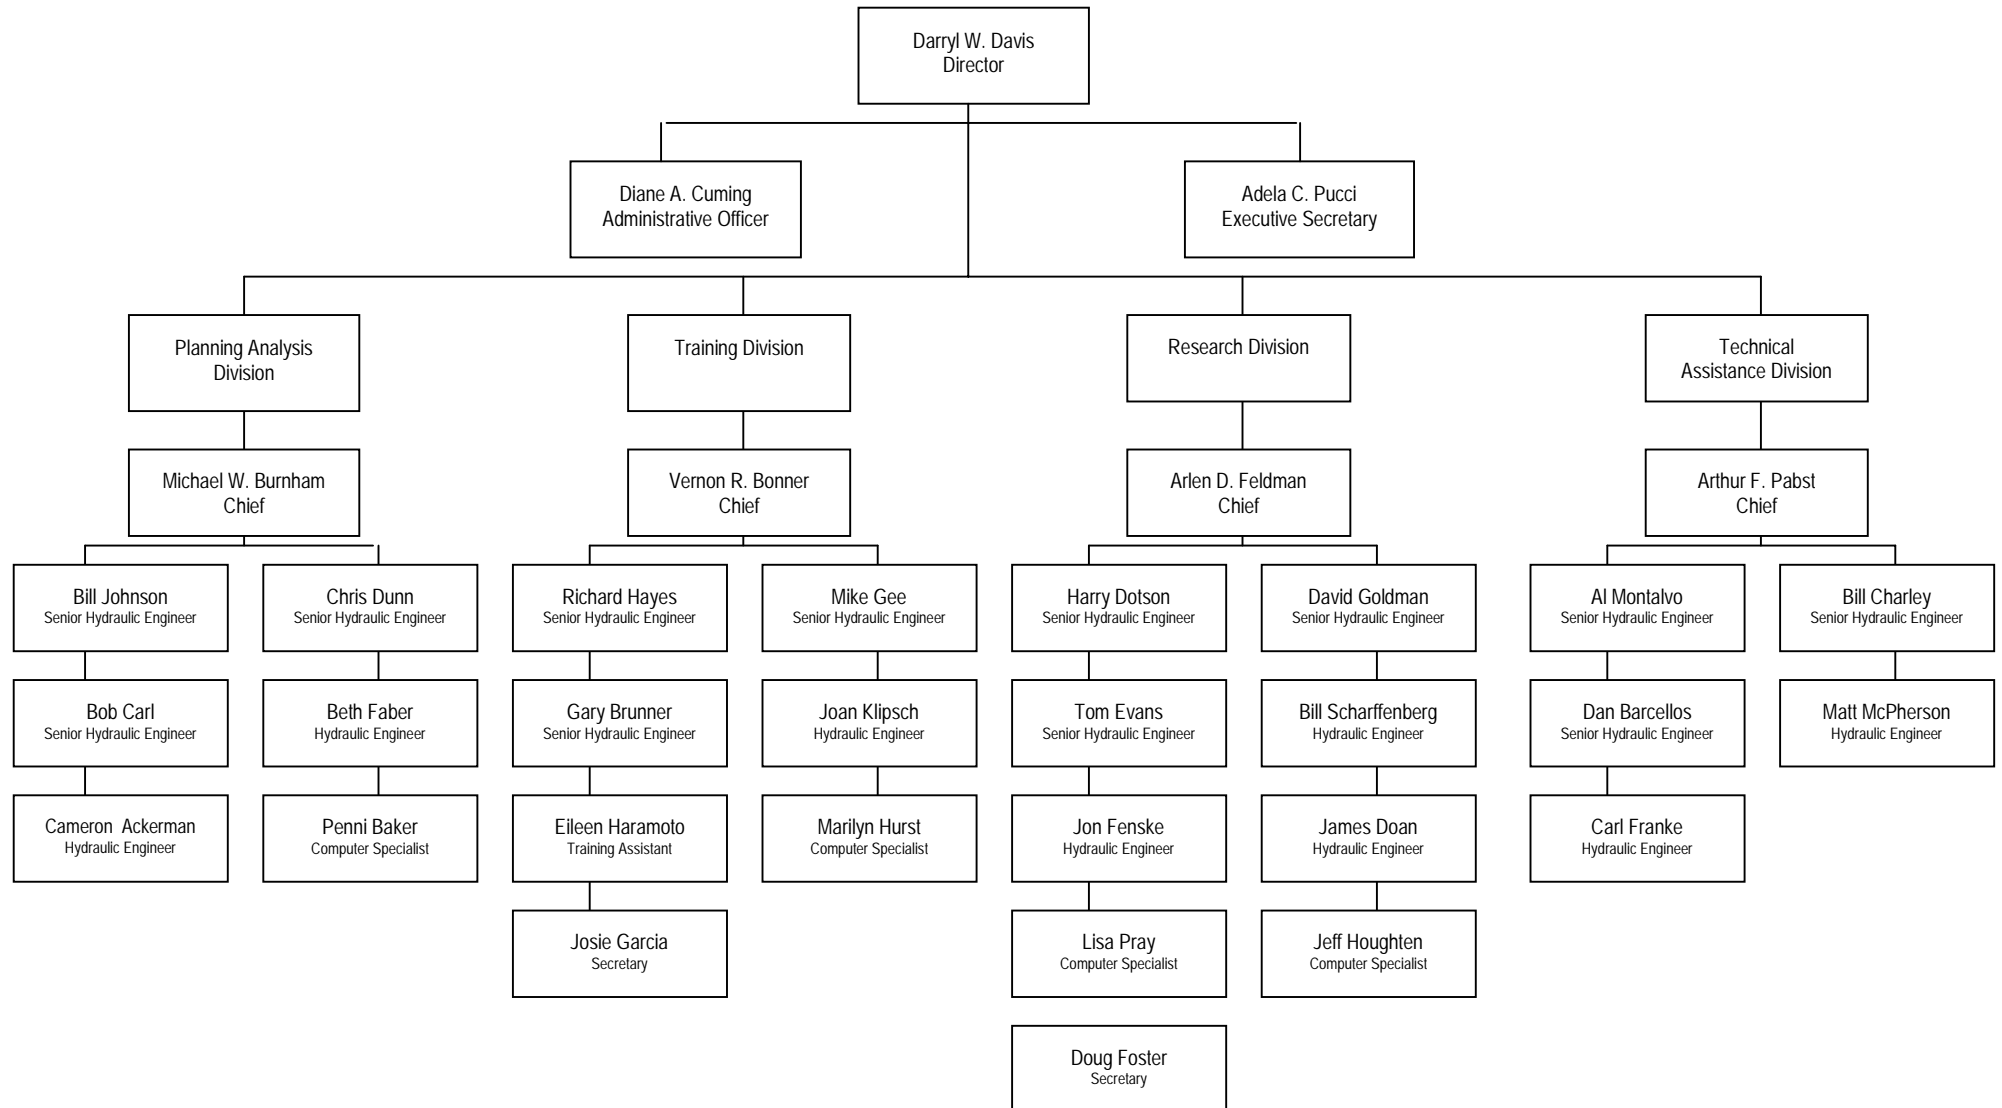 Darryl W. Davis
Director
Diane A. Cuming
Administrative Officer
Adela C. Pucci
Executive Secretary
Planning Analysis
Division
Training Division
Research Division
Technical
Assistance Division
Michael W. Burnham
Chief
Vernon R. Bonner
Chief
Arlen D. Feldman
Chief
Arthur F. Pabst
Chief
Bill Johnson
Senior Hydraulic Engineer
Chris Dunn
Senior Hydraulic Engineer
Richard Hayes
Senior Hydraulic Engineer
Mike Gee
Senior Hydraulic Engineer
Harry Dotson
Senior Hydraulic Engineer
David Goldman
Senior Hydraulic Engineer
Al Montalvo
Senior Hydraulic Engineer
Bill Charley
Senior Hydraulic Engineer
Bob Carl
Senior Hydraulic Engineer
Beth Faber
Hydraulic Engineer
Gary Brunner
Senior Hydraulic Engineer
Joan Klipsch
Hydraulic Engineer
Tom Evans
Senior Hydraulic Engineer
Bill Scharffenberg
Hydraulic Engineer
Dan Barcellos
Senior Hydraulic Engineer
Matt McPherson
Hydraulic Engineer
Cameron Ackerman
Hydraulic Engineer
Penni Baker
Computer Specialist
Eileen Haramoto
Training Assistant
Marilyn Hurst
Computer Specialist
Jon Fenske
Hydraulic Engineer
James Doan
Hydraulic Engineer
Carl Franke
Hydraulic Engineer
Josie Garcia
Secretary
Lisa Pray
Computer Specialist
Jeff Houghten
Computer Specialist
Doug Foster
Secretary